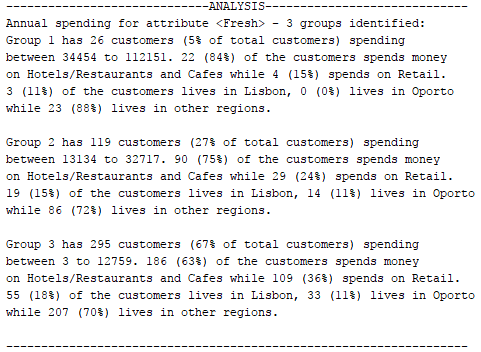 -----------------------------ANALYSIS-----------------------------
Annual spending for attribute <Fresh> - 3 groups identified:
Group 1 has 26 customers (5% of total customers) spending
between 34454 to 112151. 22 (84%) of the customers spends money
on Hotels/Restaurants and Cafes while 4 (15%) spends on Retail.
3 (11%) of the customers lives in Lisbon, 0 (0%) lives in Oporto
while 23 (88%) lives in other regions.

Group 2 has 119 customers (27% of total customers) spending
between 13134 to 32717. 90 (75%) of the customers spends money
on Hotels/Restaurants and Cafes while 29 (24%) spends on Retail.
19 (15%) of the customers lives in Lisbon, 14 (11%) lives in Oporto
while 86 (72%) lives in other regions.

Group 3 has 295 customers (67% of total customers) spending
between 3 to 12759. 186 (63%) of the customers spends money
on Hotels/Restaurants and Cafes while 109 (36%) spends on Retail.
55 (18%) of the customers lives in Lisbon, 33 (11%) lives in Oporto
while 207 (70%) lives in other regions.

------------------------------------------------------------------